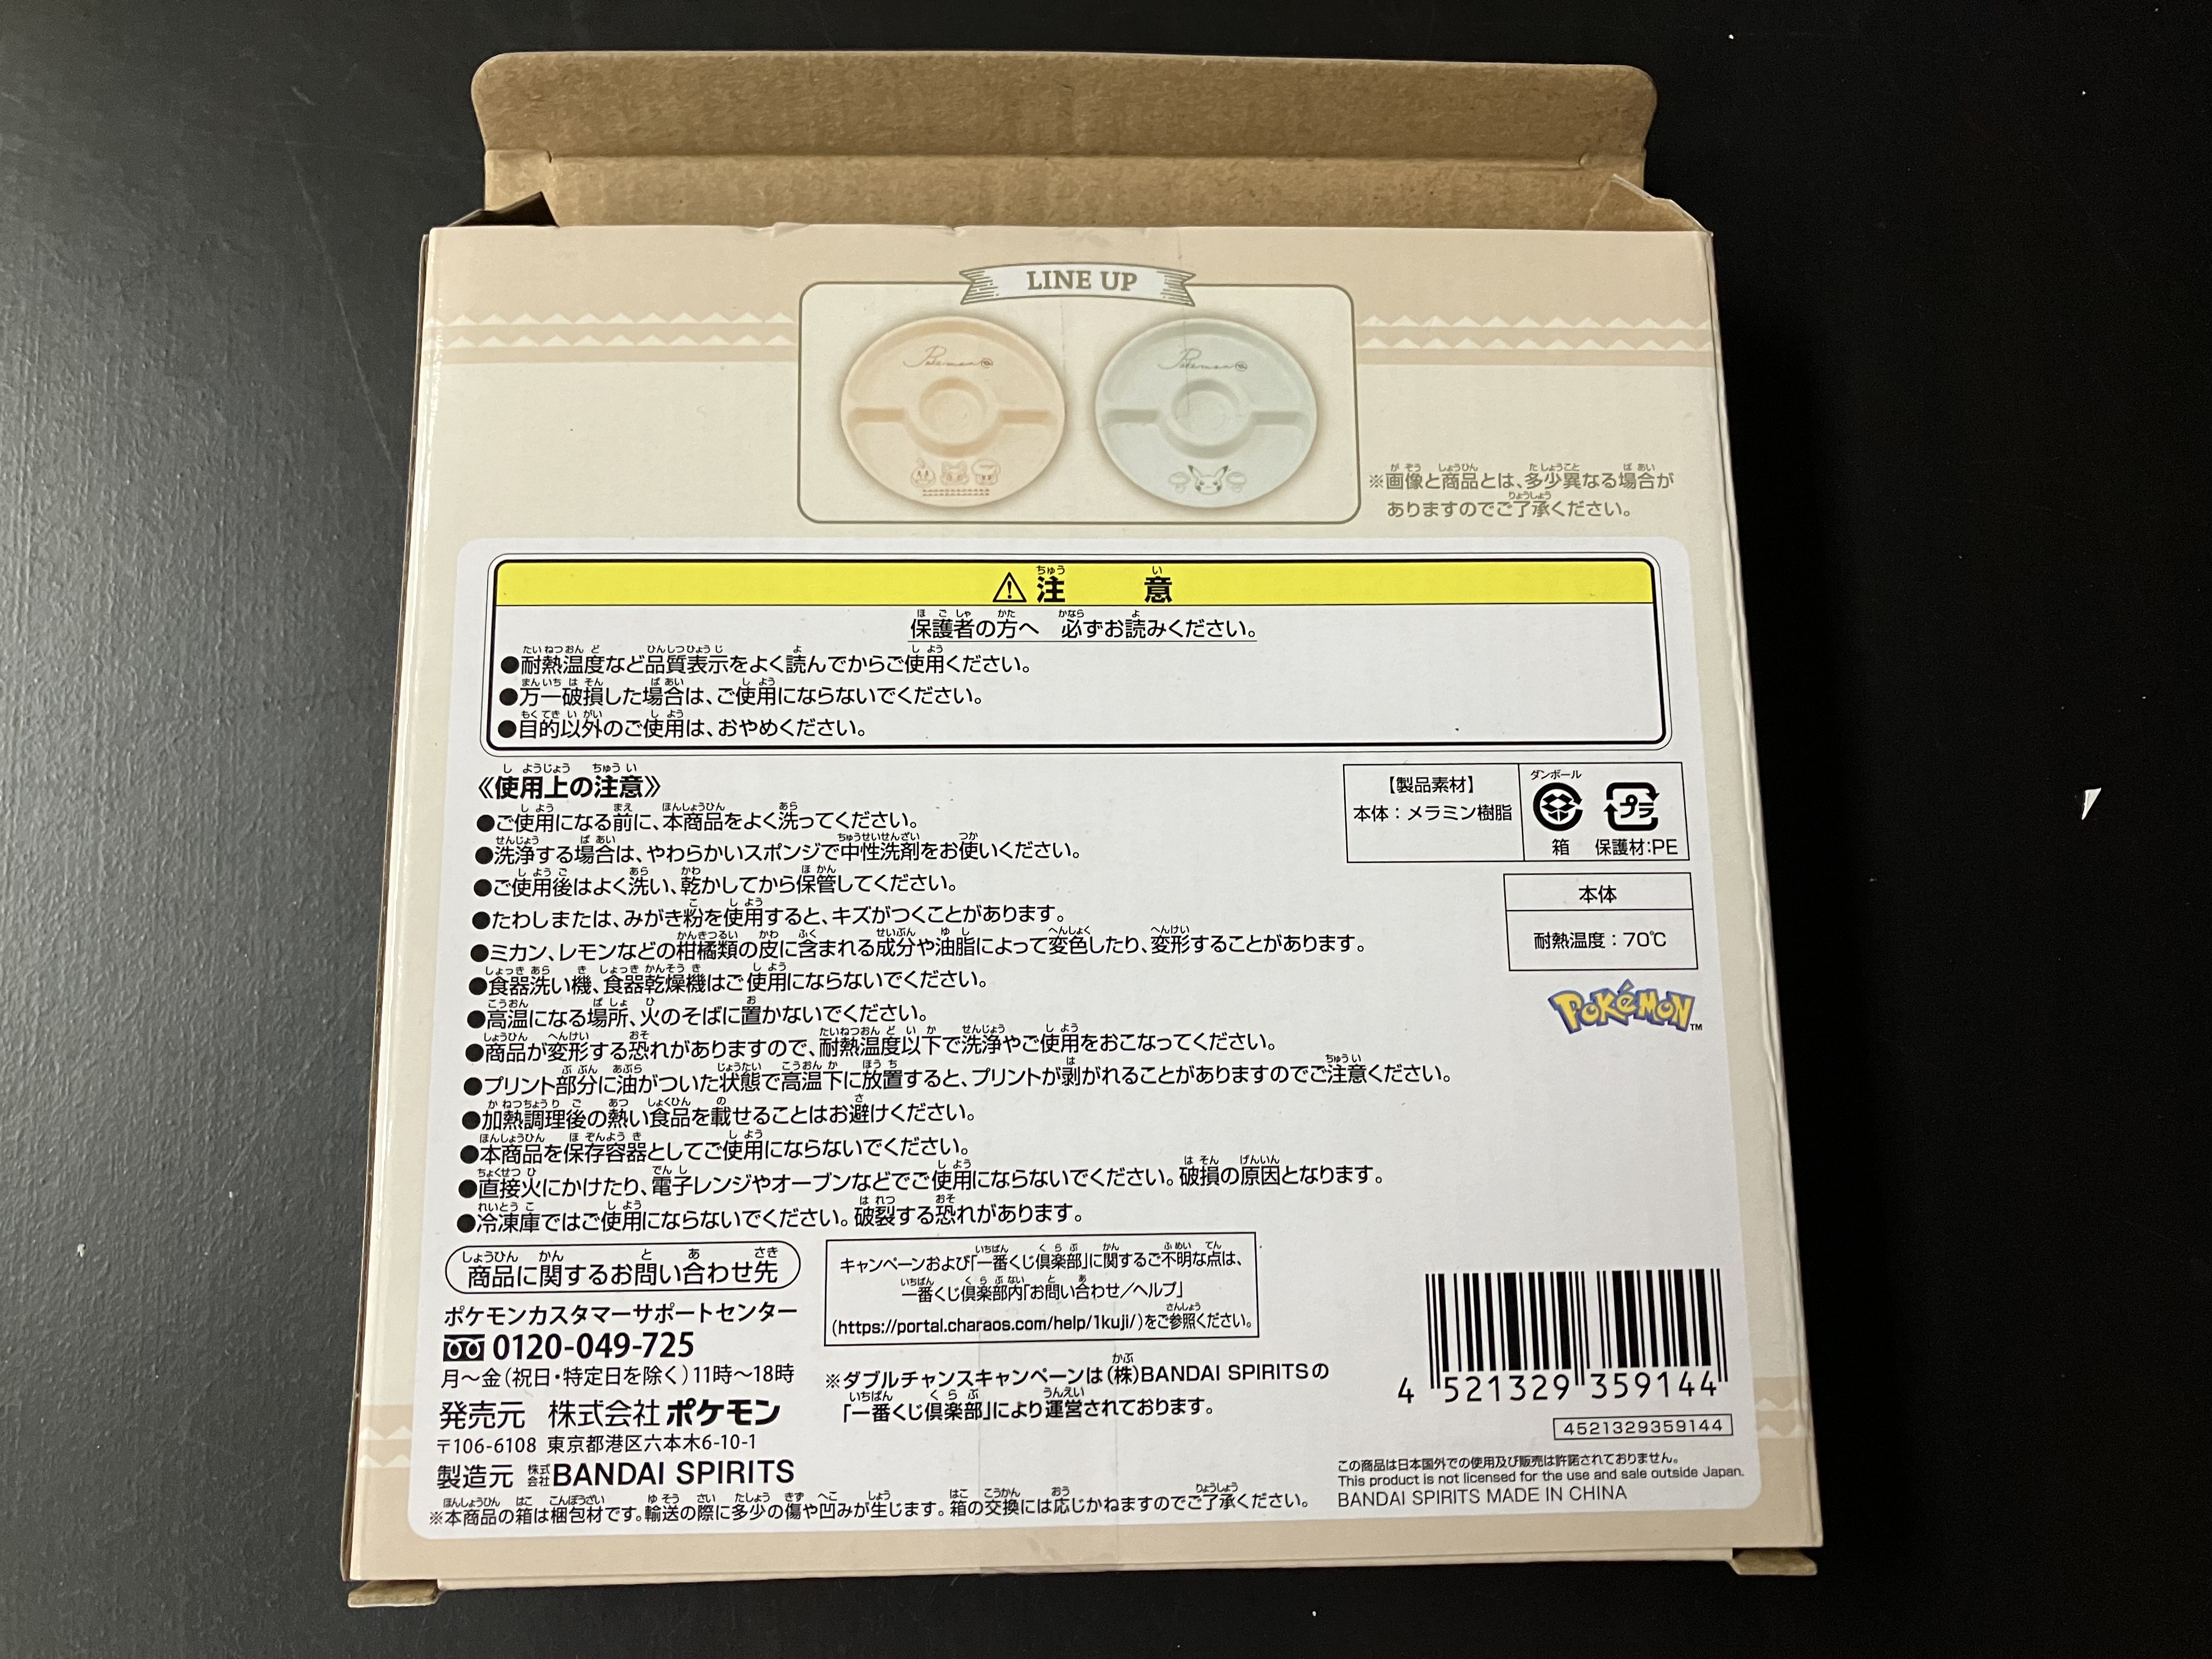 LINE UP
Pokémon
Pokémon
※画像と商品とは、多少異なる場合が
ありますのでご了承ください。
⚠注意
保護者の方へ 必ずお読みください。
●耐熱温度など品質表示をよく読んでからご使用ください。
●万一破損した場合は、ご使用にならないでください。
●目的以外のご使用は、おやめください。
《使用上の注意》
●ご使用になる前に、本商品をよく洗ってください。
●洗浄する場合は、やわらかいスポンジで中性洗剤をお使いください。
●ご使用後はよく洗い、乾かしてから保管してください。
●たわしまたは、みがき粉を使用すると、キズがつくことがあります。
●ミカン、レモンなどの柑橘類の皮に含まれる成分や油脂によって変色したり、変形することがあります。
●食器洗い機、食器乾燥機はご使用にならないでください。
●高温になる場所、火のそばに置かないでください。
●商品が変形する恐れがありますので、耐熱温度以下で洗浄やご使用をおこなってください。
●プリント部分に油がついた状態で高温下に放置すると、プリントが剥がれることがありますのでご注意ください。
●加熱調理後の熱い食品を載せることはお避けください。
●本商品を保存容器としてご使用にならないでください。
●直接火にかけたり、電子レンジやオーブンなどでご使用にならないでください。破損の原因となります。
●冷凍庫ではご使用にならないでください。破裂する恐れがあります。
【製品素材】
本体：メラミン樹脂
ダンボール
箱
プラ
保護材：PE
本体
耐熱温度：70℃
POKéMON™
商品に関するお問い合わせ先
ポケモンカスタマーサポートセンター
0120-049-725
月〜金（祝日・特定日を除く）11時〜18時
発売元 株式会社ポケモン
〒106-6108 東京都港区六本木6-10-1
製造元 株式会社BANDAI SPIRITS
※本商品の箱は梱包材です。輸送の際に多少の傷や凹みが生じます。箱の交換には応じかねますのでご了承ください。
キャンペーンおよび「一番くじ倶楽部」に関するご不明な点は、
一番くじ倶楽部内「お問い合わせ／ヘルプ」
(https://portal.charaos.com/help/1kuji/)をご参照ください。
※ダブルチャンスキャンペーンは(株)BANDAI SPIRITSの
「一番くじ倶楽部」により運営されております。
4 521329 359144
4521329359144
この商品は日本国外での使用及び販売は許諾されておりません。
This product is not licensed for the use and sale outside Japan.
BANDAI SPIRITS MADE IN CHINA